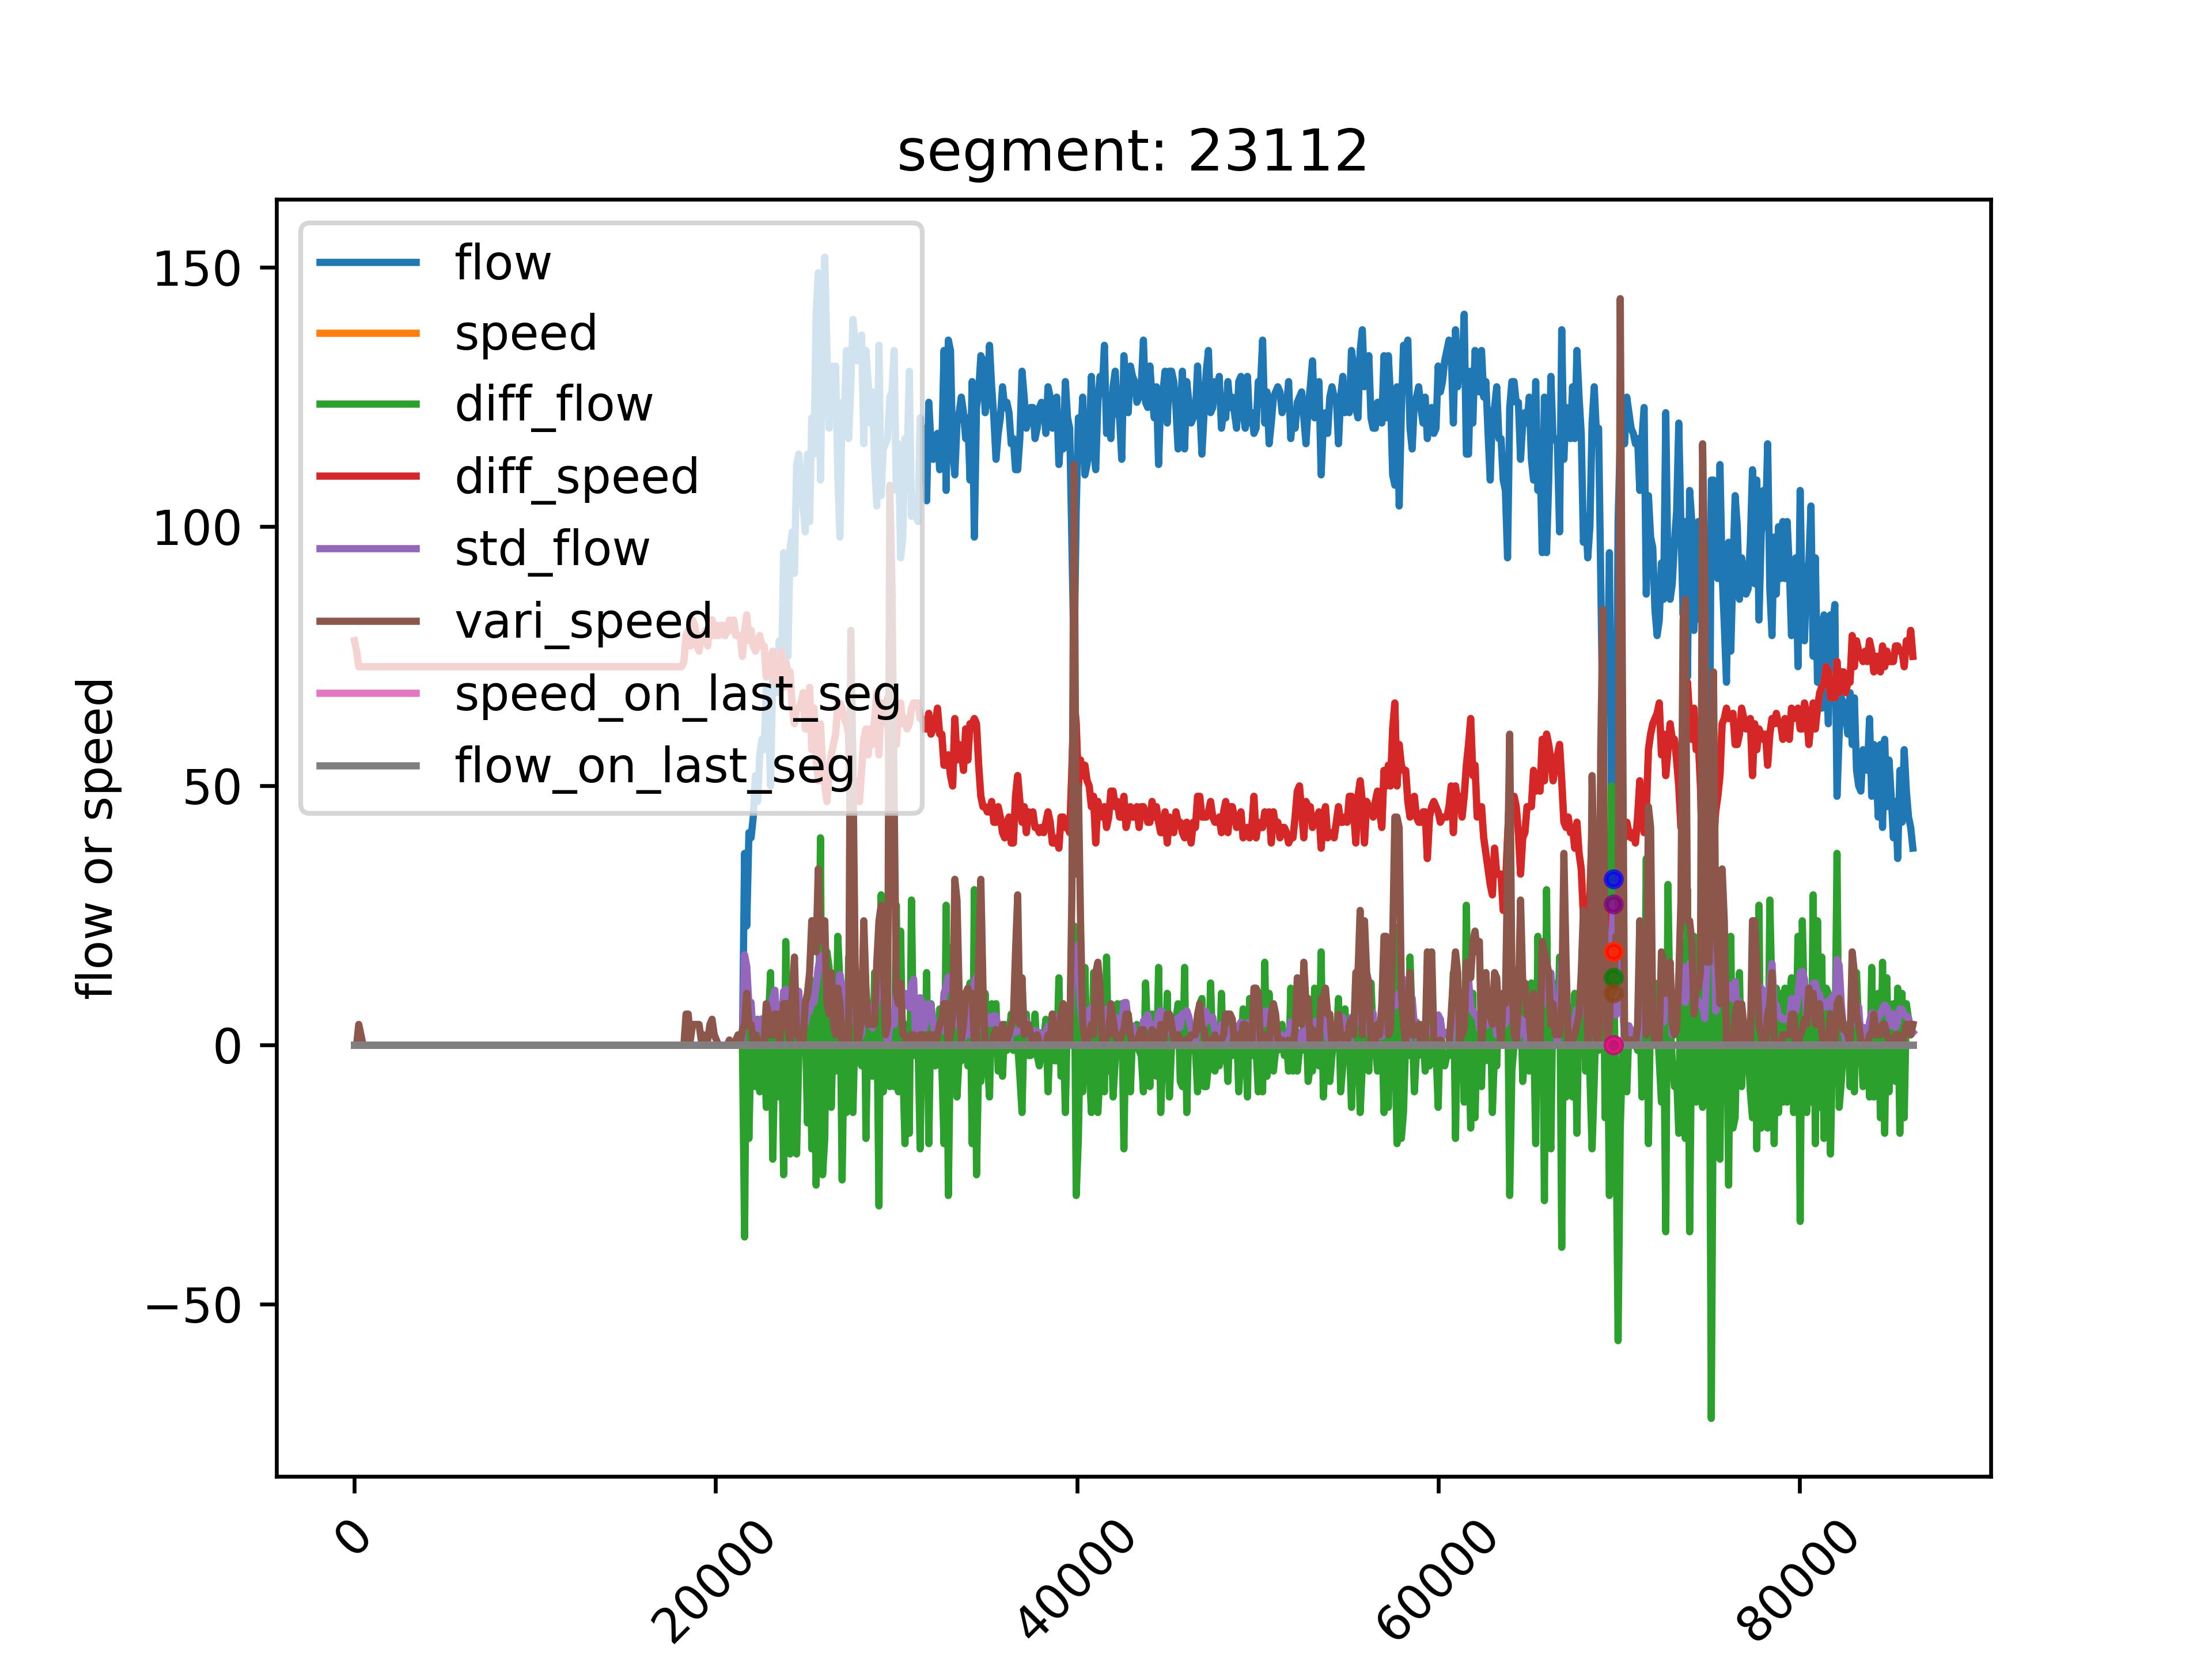 segment: 23112
flow
speed
diff_flow
diff_speed
std_flow
vari_speed
speed_on_last_seg
flow_on_last_seg
flow or speed
150
100
50
0
−50
0
20000
40000
60000
80000